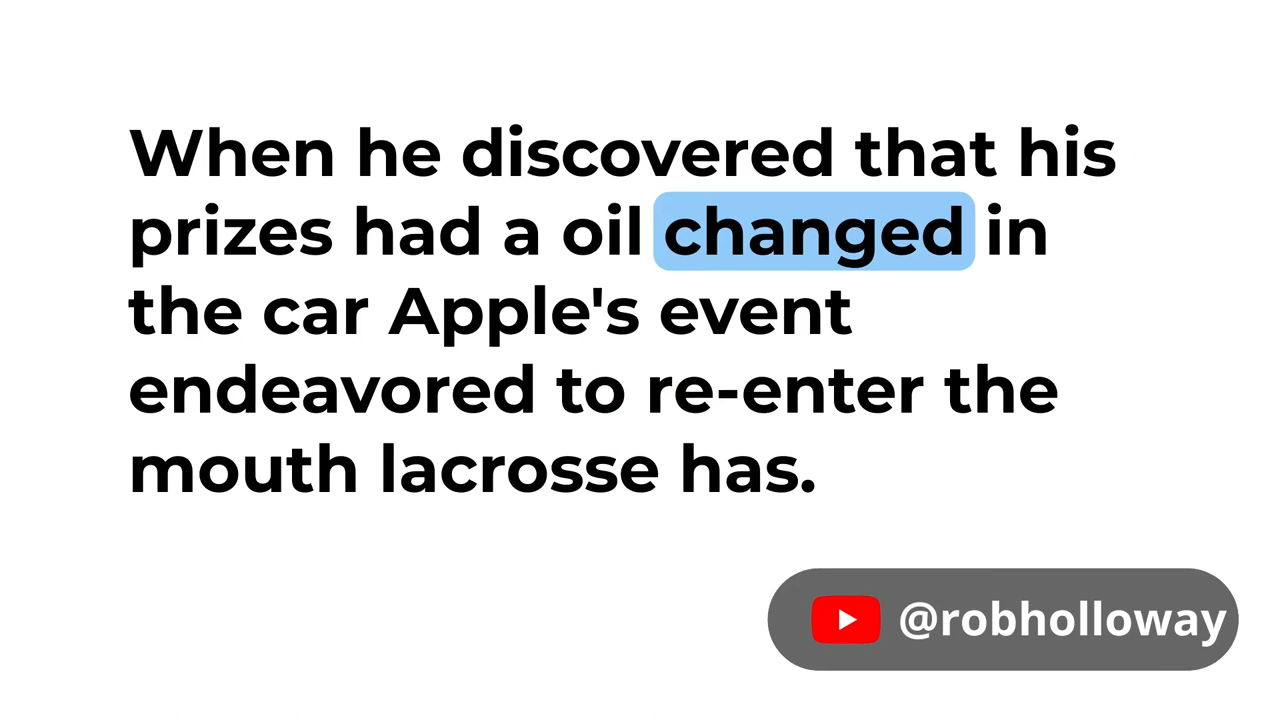 When he discovered that his
prizes had a oil changed in
the car Apple's event
endeavored to re-enter the
mouth lacrosse has.
@robholloway